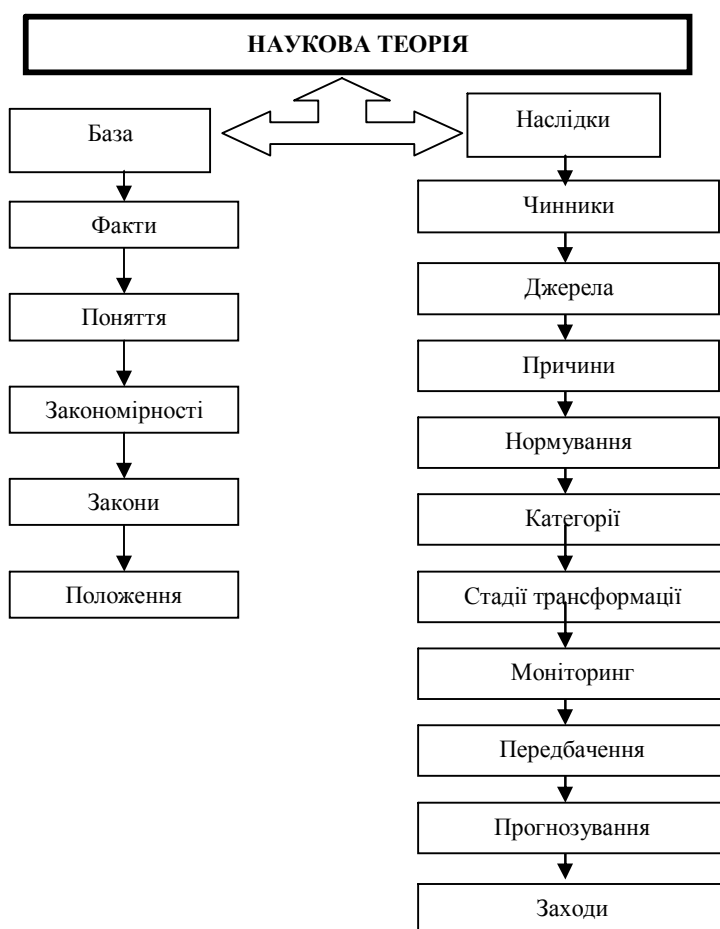 НАУКОВА ТЕОРІЯ
База
Факти
Поняття
Закономірності
Закони
Положення
Наслідки
Чинники
Джерела
Причини
Нормування
Категорії
Стадії трансформації
Моніторинг
Передбачення
Прогнозування
Заходи